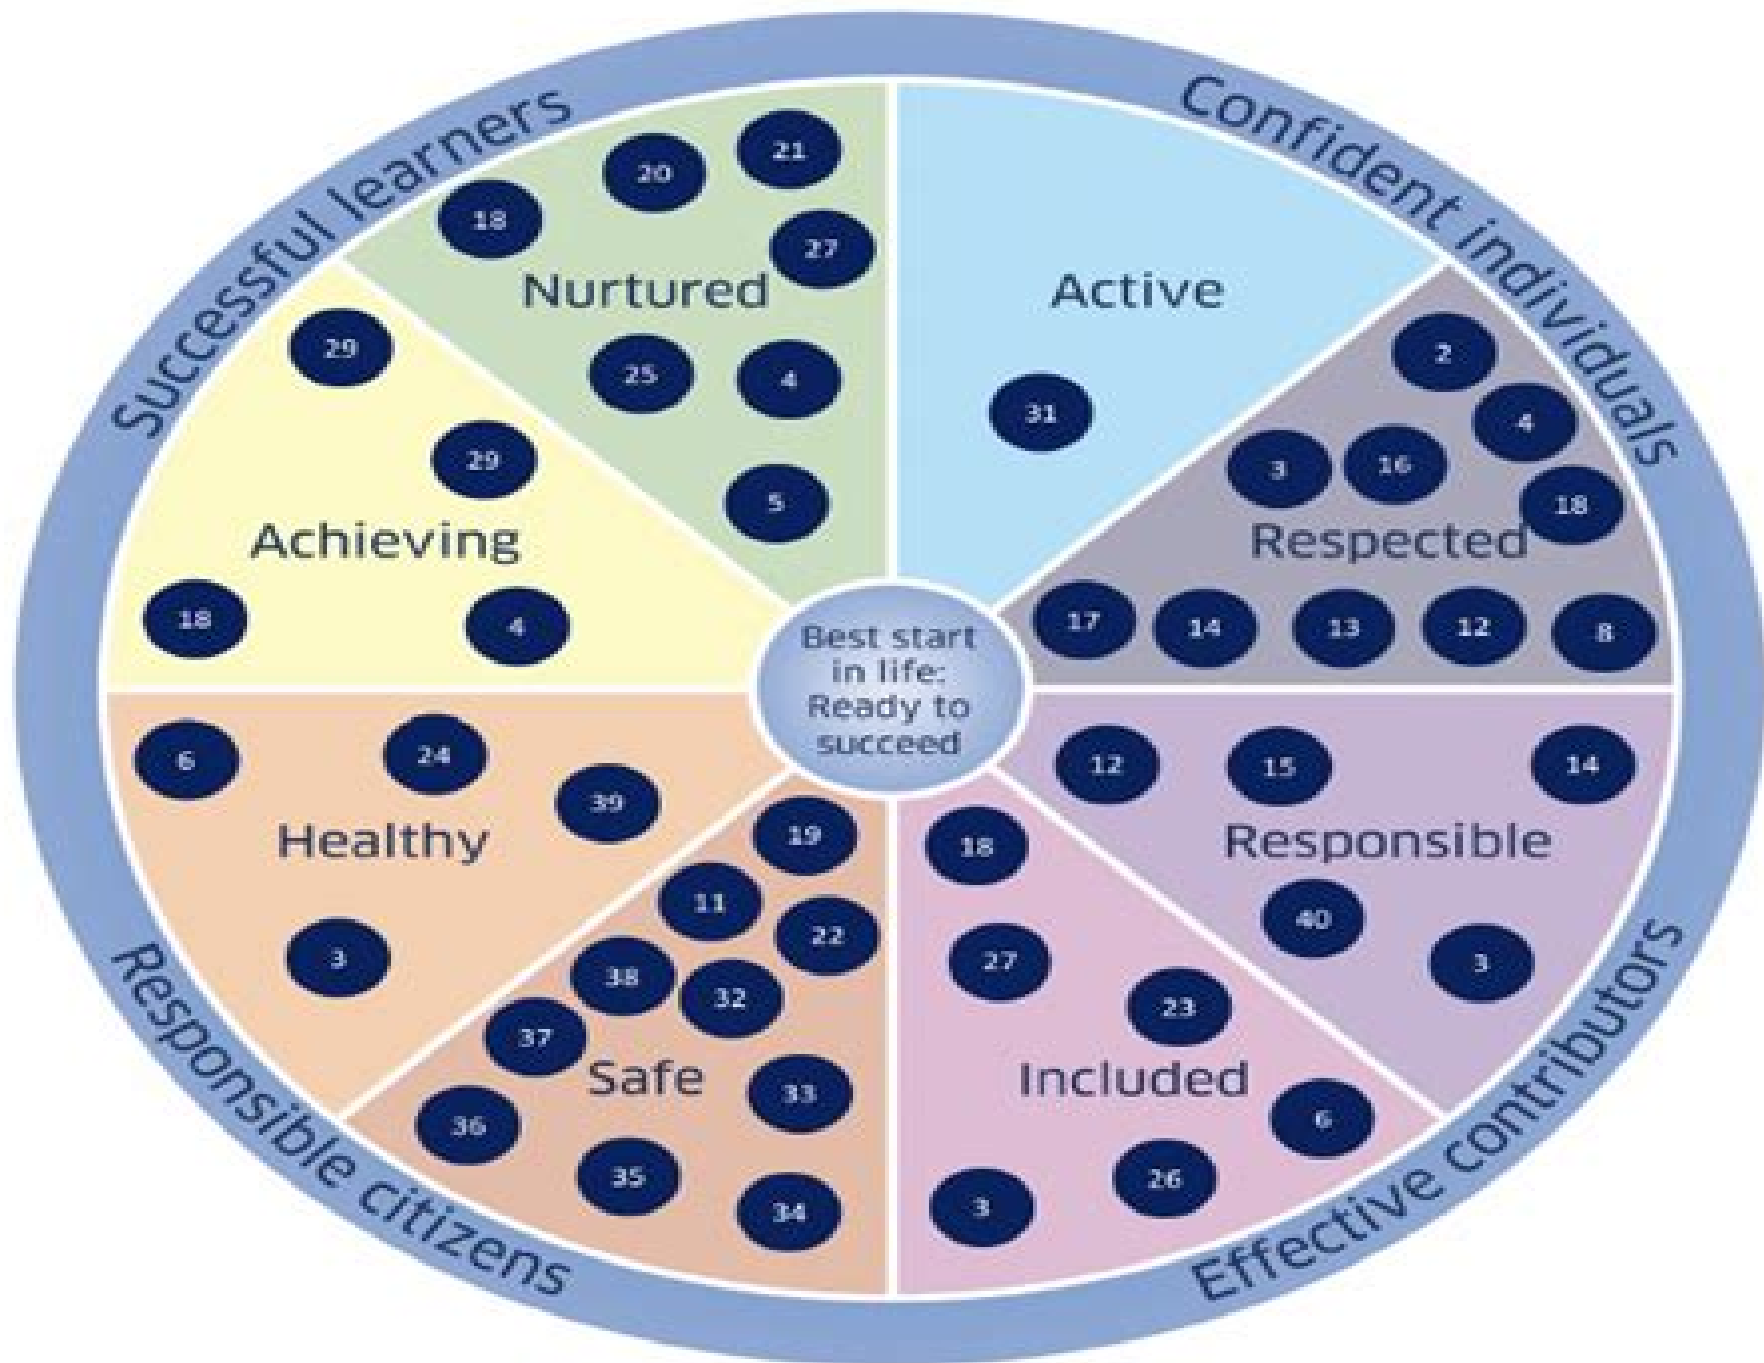 Successful learners
Confident individuals
Nurtured
18
20
21
27
25
4
5
Active
31
Respected
2
4
3
16
18
17
14
13
12
8
Achieving
29
29
18
4
Best start
in life:
Ready to
succeed
Healthy
6
24
39
3
Safe
19
11
22
38
32
37
33
36
35
34
Included
18
27
23
6
26
3
Responsible
12
15
14
40
3
Responsible citizens
Effective contributors